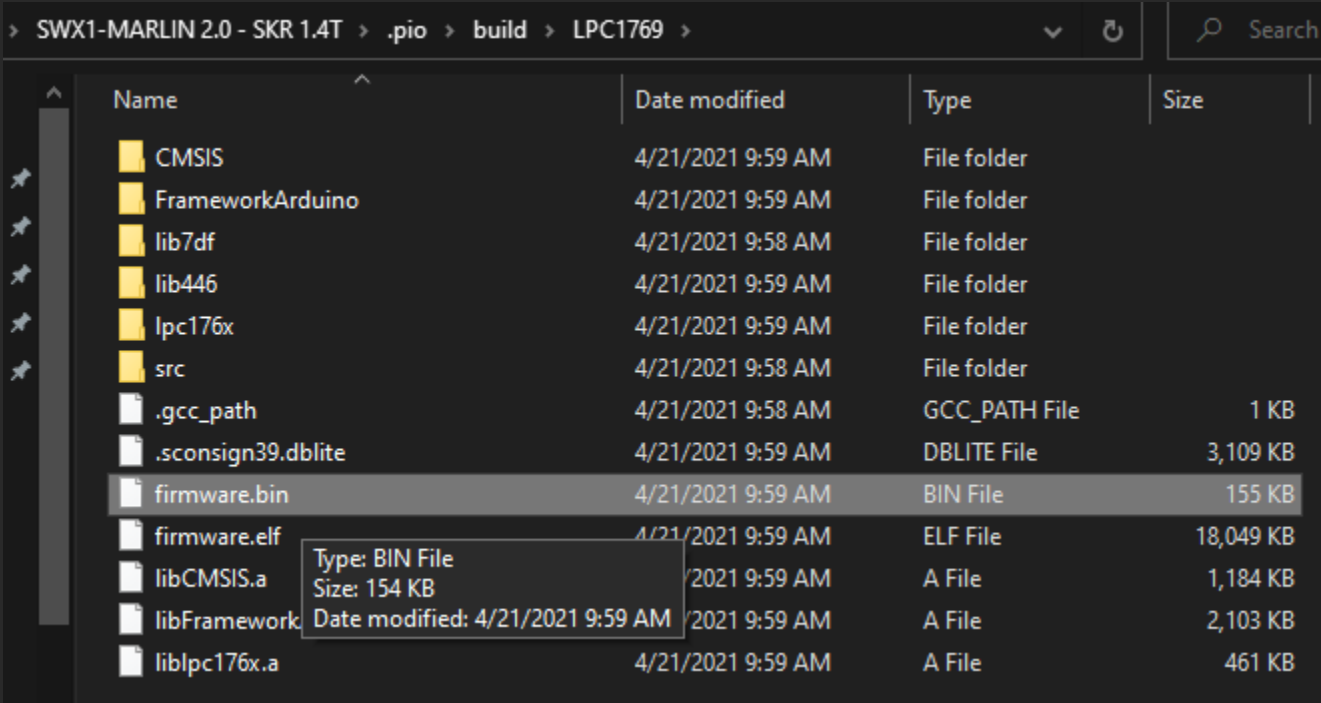 SWX1-MARLIN 2.0 - SKR 1.4T > .pio > build > LPC1769 > Search
Name Date modified Type Size
CMSIS 4/21/2021 9:59 AM File folder
FrameworkArduino 4/21/2021 9:59 AM File folder
lib7df 4/21/2021 9:58 AM File folder
lib446 4/21/2021 9:59 AM File folder
lpc176x 4/21/2021 9:59 AM File folder
src 4/21/2021 9:58 AM File folder
.gcc_path 4/21/2021 9:58 AM GCC_PATH File 1 KB
.sconsign39.dblite 4/21/2021 9:59 AM DBLITE File 3,109 KB
firmware.bin 4/21/2021 9:59 AM BIN File 155 KB
firmware.elf 4/21/2021 9:59 AM ELF File 18,049 KB
Type: BIN File
libCMSIS.a /2021 9:59 AM A File 1,184 KB
Size: 154 KB
libFramework. /2021 9:59 AM A File 2,103 KB
Date modified: 4/21/2021 9:59 AM
liblpc176x.a 4/21/2021 9:59 AM A File 461 KB